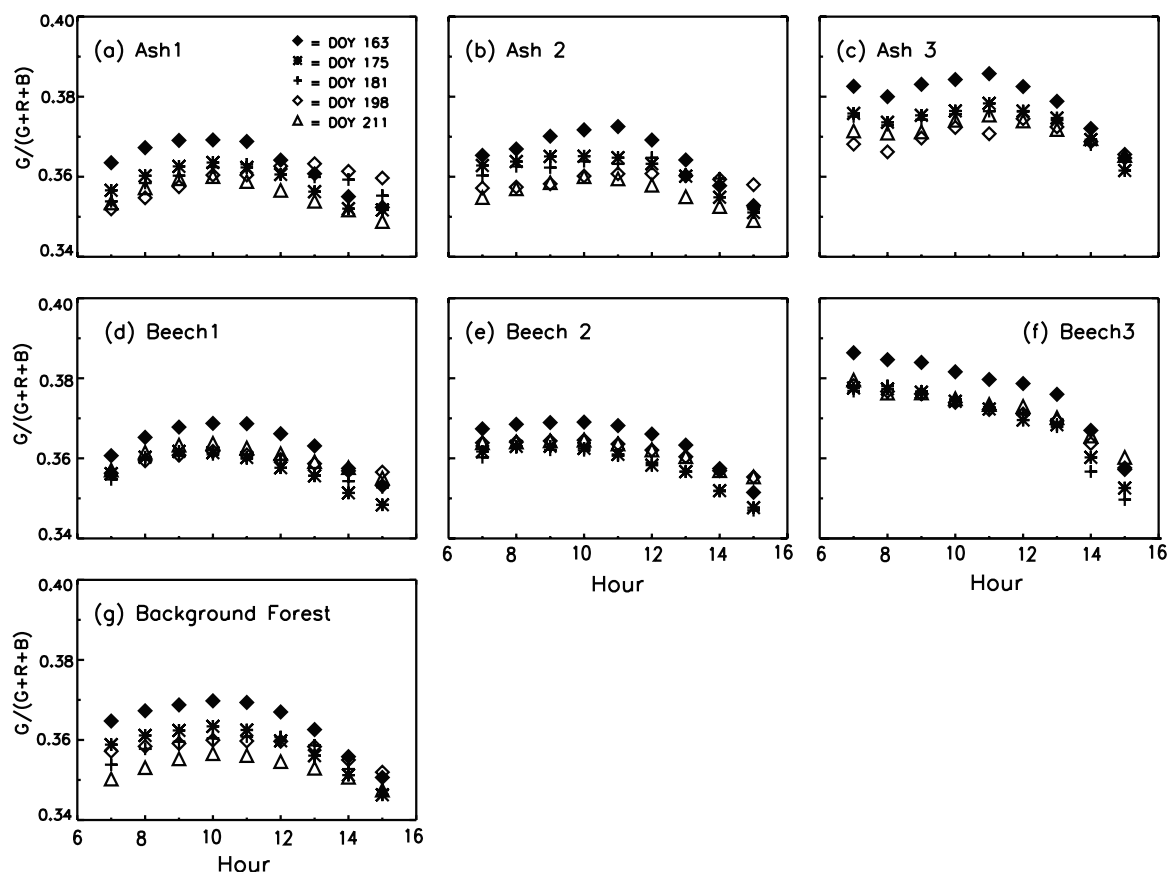 0.40
0.38
0.36
0.34
G/(G+R+B)
(a) Ash1
◆ = DOY 163
✳ = DOY 175
+ = DOY 181
◇ = DOY 198
△ = DOY 211
(b) Ash 2
(c) Ash 3
0.40
0.38
0.36
0.34
G/(G+R+B)
(d) Beech1
(e) Beech 2
6 8 10 12 14 16
Hour
(f) Beech3
6 8 10 12 14 16
Hour
0.40
0.38
0.36
0.34
G/(G+R+B)
(g) Background Forest
6 8 10 12 14 16
Hour